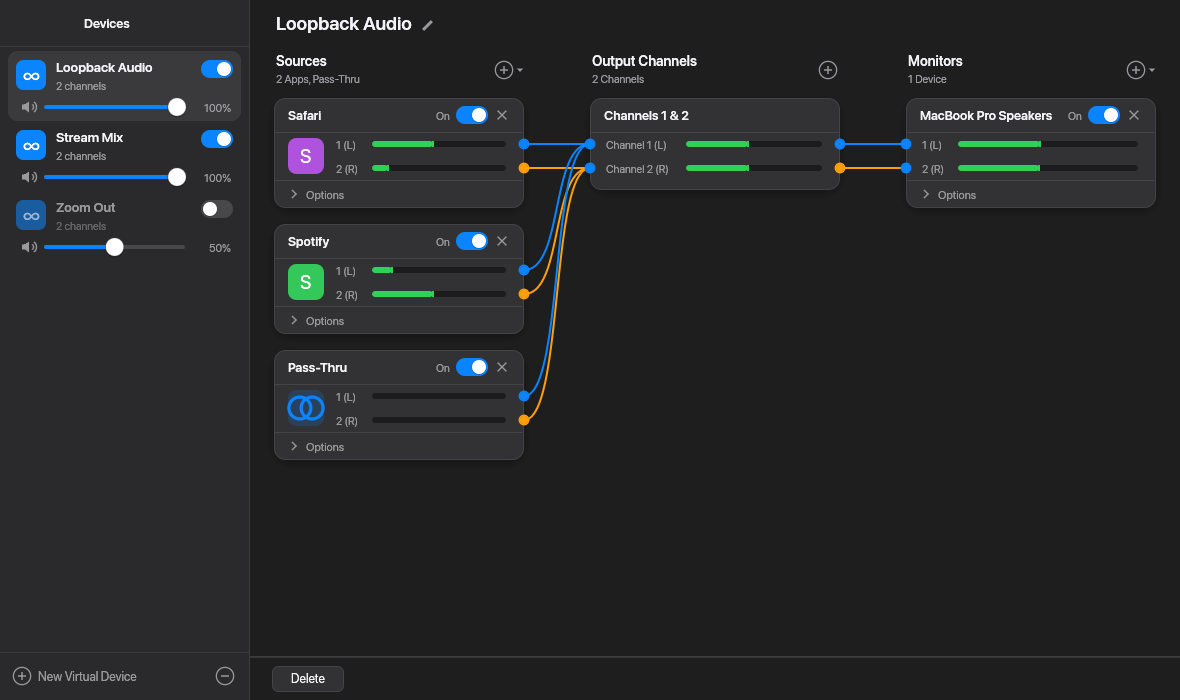 Devices
Loopback Audio
2 channels
100%
Stream Mix
2 channels
100%
Zoom Out
2 channels
50%
New Virtual Device
Loopback Audio
Sources
2 Apps, Pass-Thru
Safari
On
S
1 (L)
2 (R)
Options
Spotify
On
S
1 (L)
2 (R)
Options
Pass-Thru
On
1 (L)
2 (R)
Options
Output Channels
2 Channels
Channels 1 & 2
Channel 1 (L)
Channel 2 (R)
Monitors
1 Device
MacBook Pro Speakers
On
1 (L)
2 (R)
Options
Delete